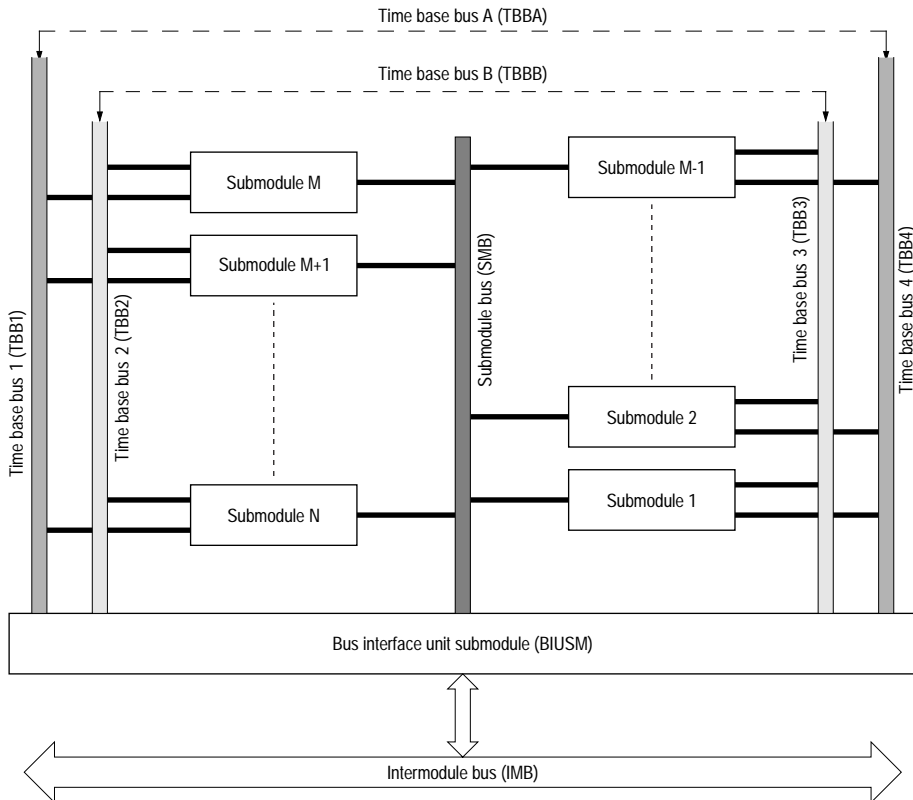 Time base bus A (TBBA)
Time base bus B (TBBB)
Submodule M
Submodule M-1
Submodule M+1
Time base bus 1 (TBB1)
Time base bus 2 (TBB2)
Submodule bus (SMB)
Time base bus 3 (TBB3)
Time base bus 4 (TBB4)
Submodule 2
Submodule N
Submodule 1
Bus interface unit submodule (BIUSM)
Intermodule bus (IMB)